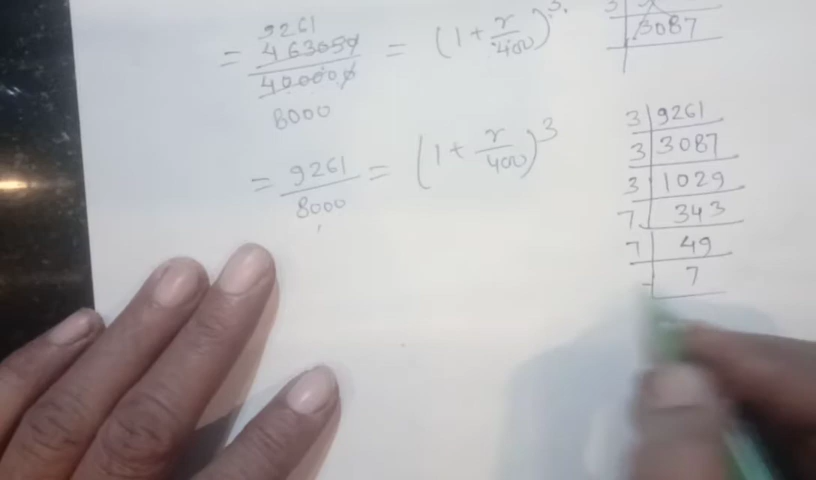 9261
= 463050 = (1 + r/400)^3.
400000
8000
= 9261/8000 = (1 + r/400)^3
3
3087
3 | 9261
3 | 3087
3 | 1029
7 | 343
7 | 49
7